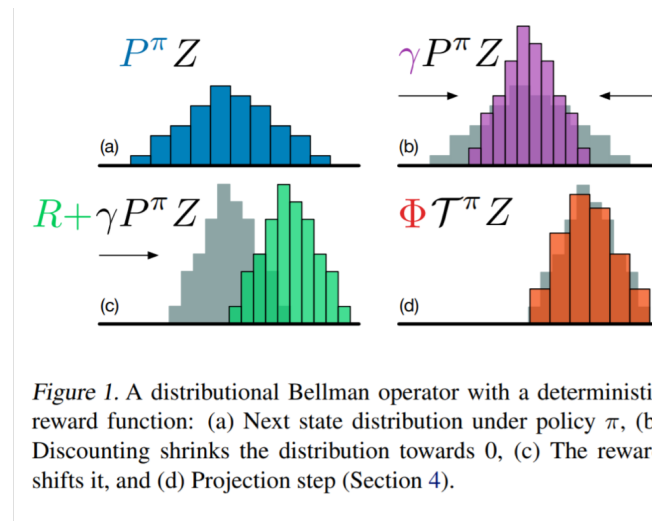 P^π Z
(a)
γP^π Z
(b)
R+γP^π Z
(c)
Φ𝒯^π Z
(d)
Figure 1. A distributional Bellman operator with a deterministi
reward function: (a) Next state distribution under policy π, (b
Discounting shrinks the distribution towards 0, (c) The rewar
shifts it, and (d) Projection step (Section 4).